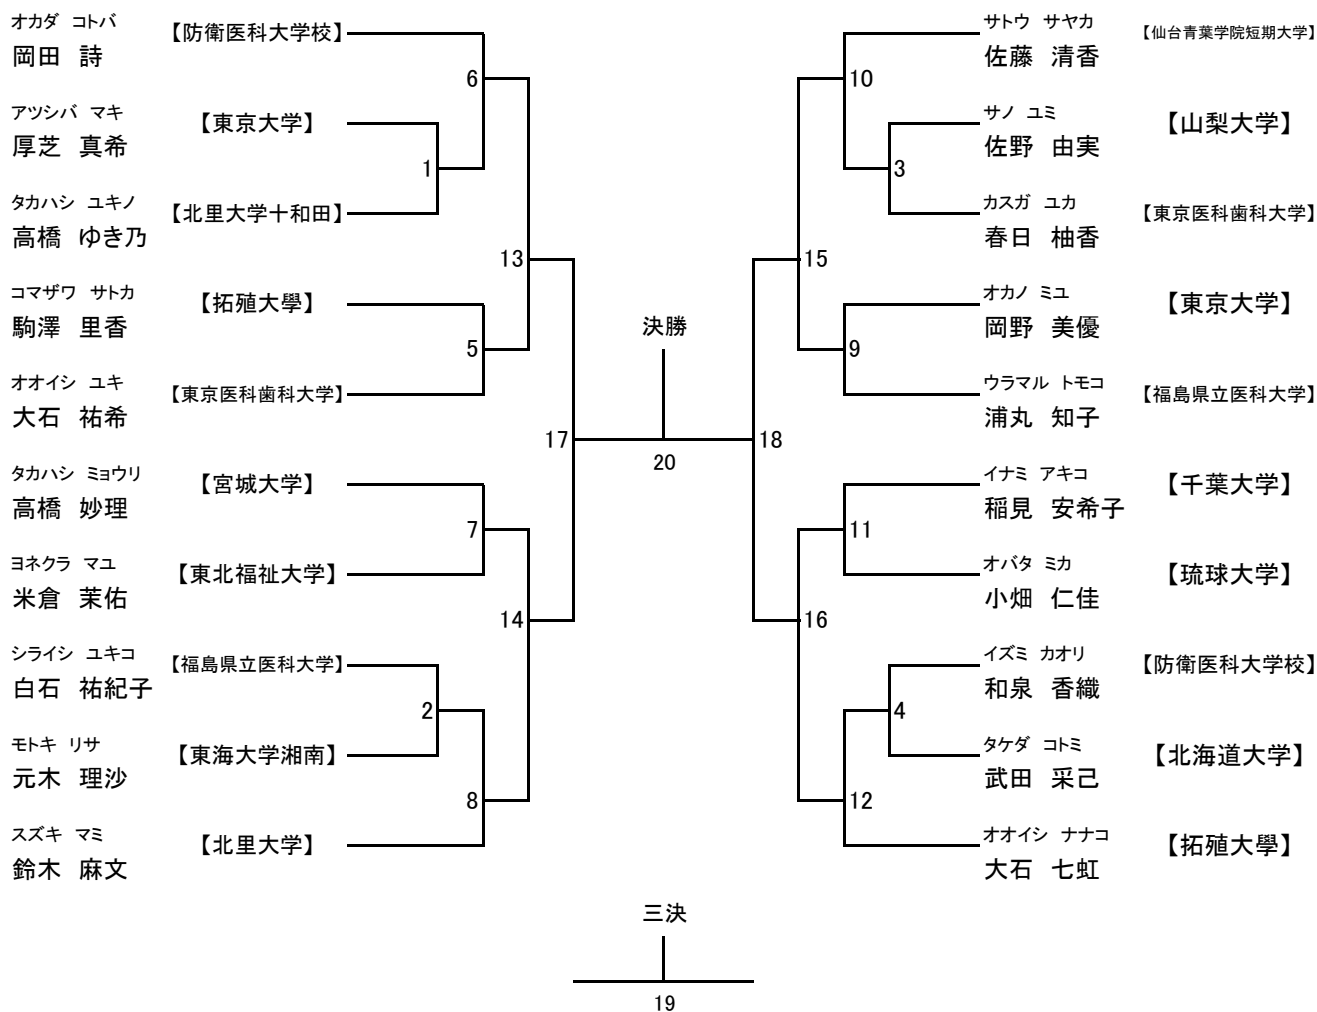 オカダ　コトバ
岡田　詩
【防衛医科大学校】
アツシバ　マキ
厚芝　真希
【東京大学】
タカハシ　ユキノ
高橋　ゆき乃
【北里大学十和田】
コマザワ　サトカ
駒澤　里香
【拓殖大學】
オオイシ　ユキ
大石　祐希
【東京医科歯科大学】
タカハシ　ミョウリ
高橋　妙理
【宮城大学】
ヨネクラ　マユ
米倉　茉佑
【東北福祉大学】
シライシ　ユキコ
白石　祐紀子
【福島県立医科大学】
モトキ　リサ
元木　理沙
【東海大学湘南】
スズキ　マミ
鈴木　麻文
【北里大学】
6
1
13
5
17
7
14
2
8
決勝
20
三決
19
10
3
15
9
18
11
16
4
12
サトウ　サヤカ
佐藤　清香
【仙台青葉学院短期大学】
サノ　ユミ
佐野　由実
【山梨大学】
カスガ　ユカ
春日　柚香
【東京医科歯科大学】
オカノ　ミユ
岡野　美優
【東京大学】
ウラマル　トモコ
浦丸　知子
【福島県立医科大学】
イナミ　アキコ
稲見　安希子
【千葉大学】
オバタ　ミカ
小畑　仁佳
【琉球大学】
イズミ　カオリ
和泉　香織
【防衛医科大学校】
タケダ　コトミ
武田　采己
【北海道大学】
オオイシ　ナナコ
大石　七虹
【拓殖大學】